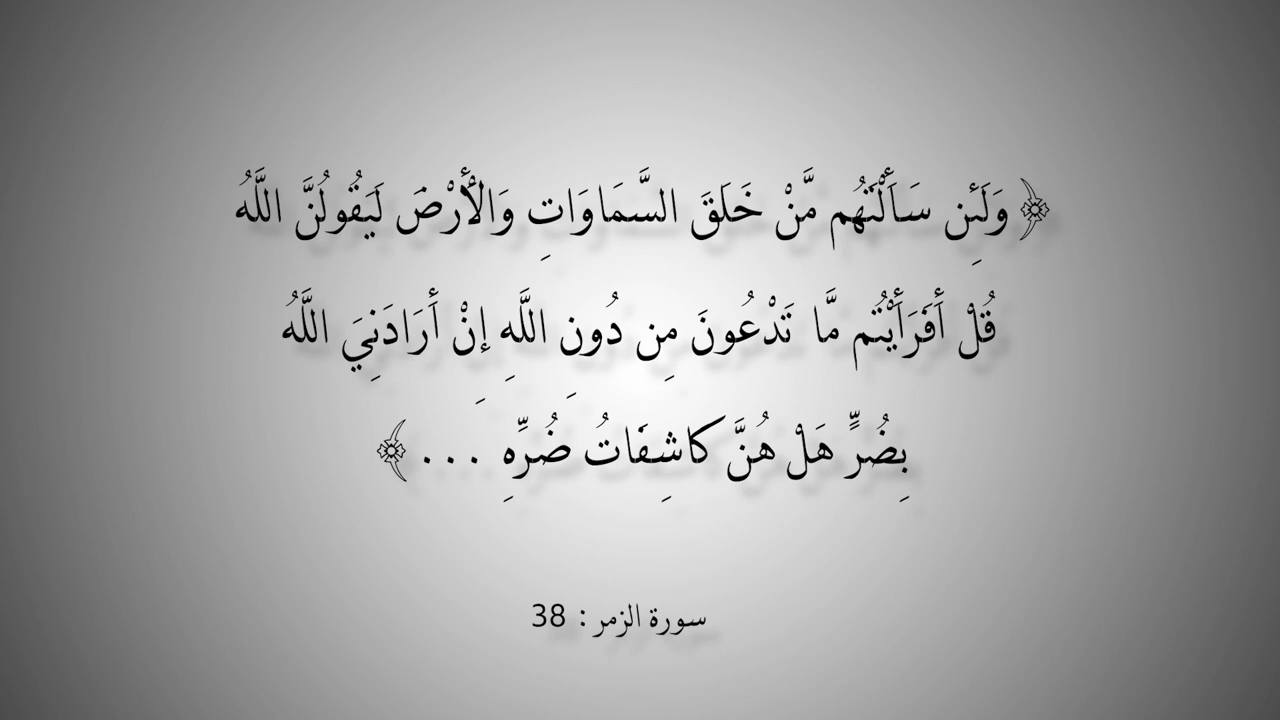 ﴿ وَلَئِن سَأَلْتَهُم مَّنْ خَلَقَ السَّمَاوَاتِ وَالْأَرْضَ لَيَقُولُنَّ اللَّهُ
قُلْ أَفَرَأَيْتُم مَّا تَدْعُونَ مِن دُونِ اللَّهِ إِنْ أَرَادَنِيَ اللَّهُ
بِضُرٍّ هَلْ هُنَّ كَاشِفَاتُ ضُرِّهِ ... ﴾
سورة الزمر : 38